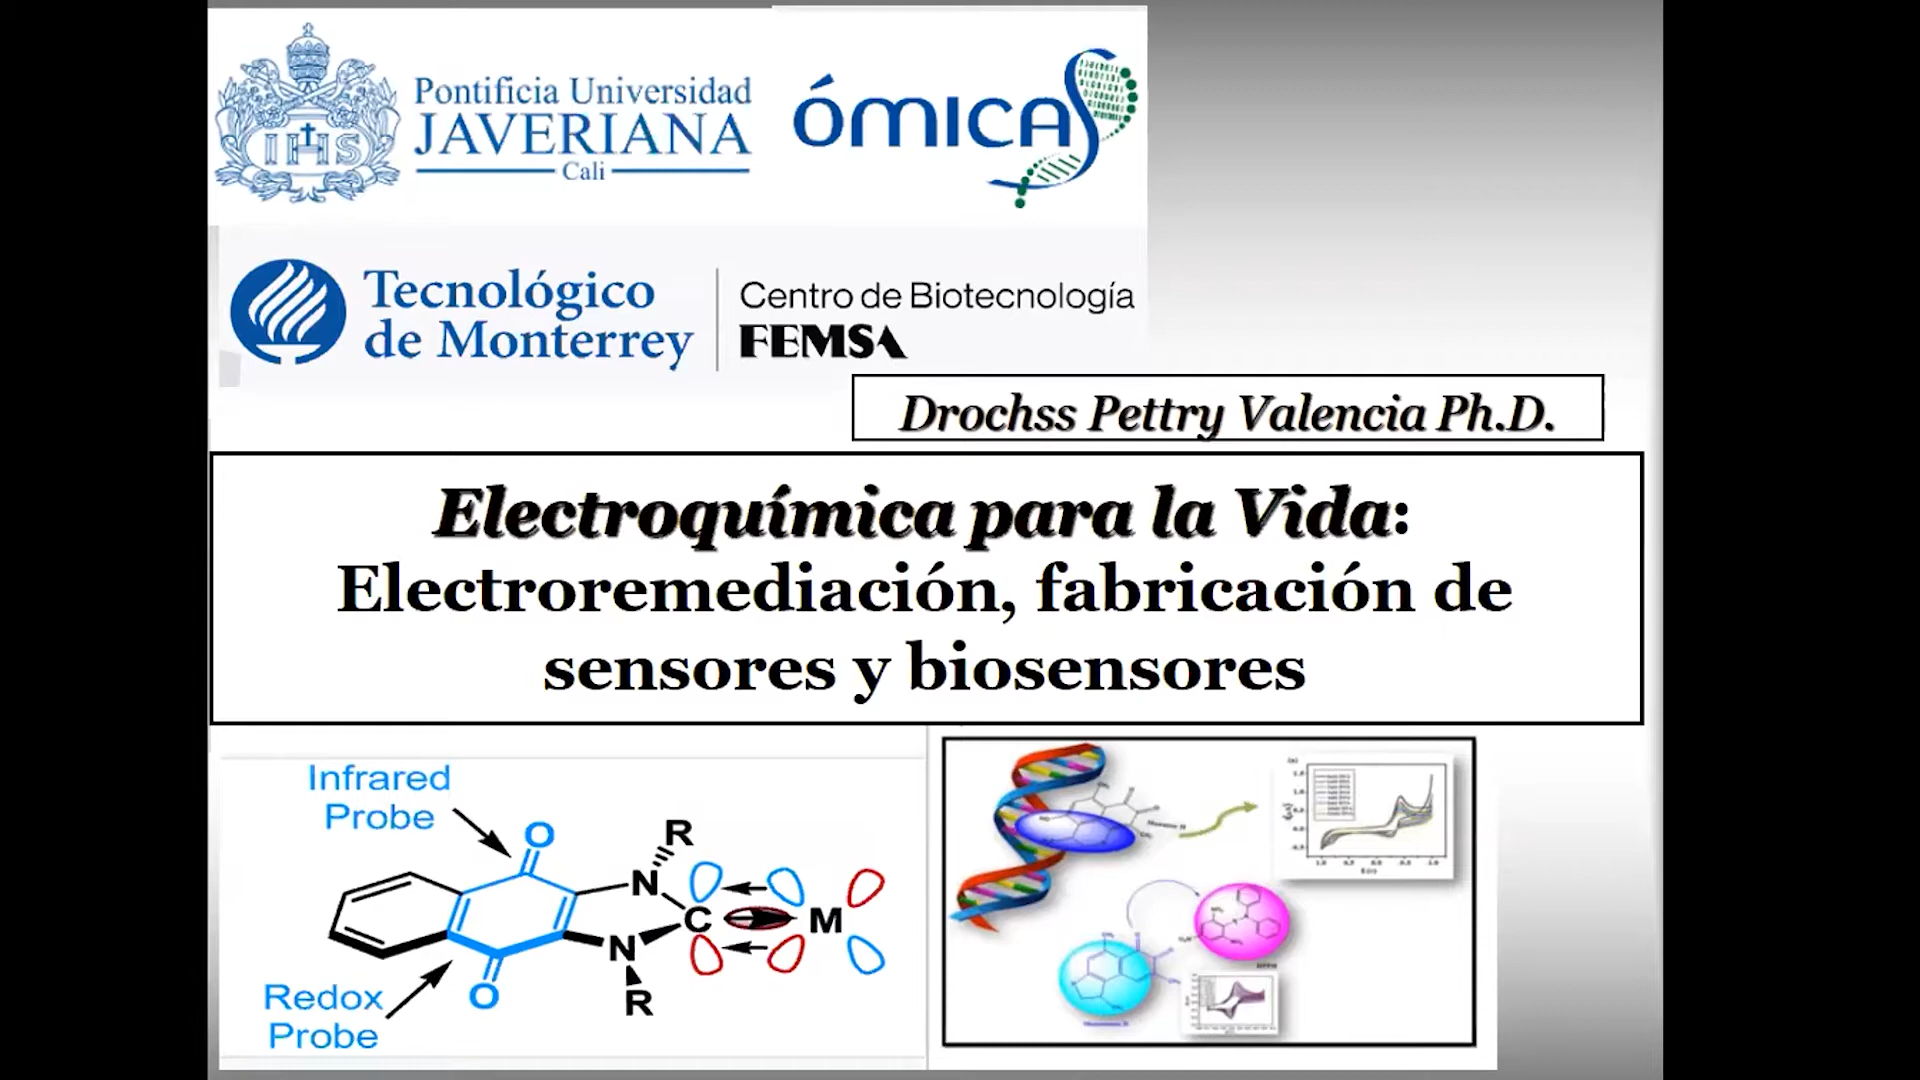 Pontificia Universidad
JAVERIANA
Cali
IHS
ÓMICAS
Tecnológico
de Monterrey
Centro de Biotecnología
FEMSA
Drochss Pettry Valencia Ph.D.
Electroquímica para la Vida:
Electroremediación, fabricación de
sensores y biosensores
Infrared
Probe
O
R
N
C
M
N
O
R
Redox
Probe